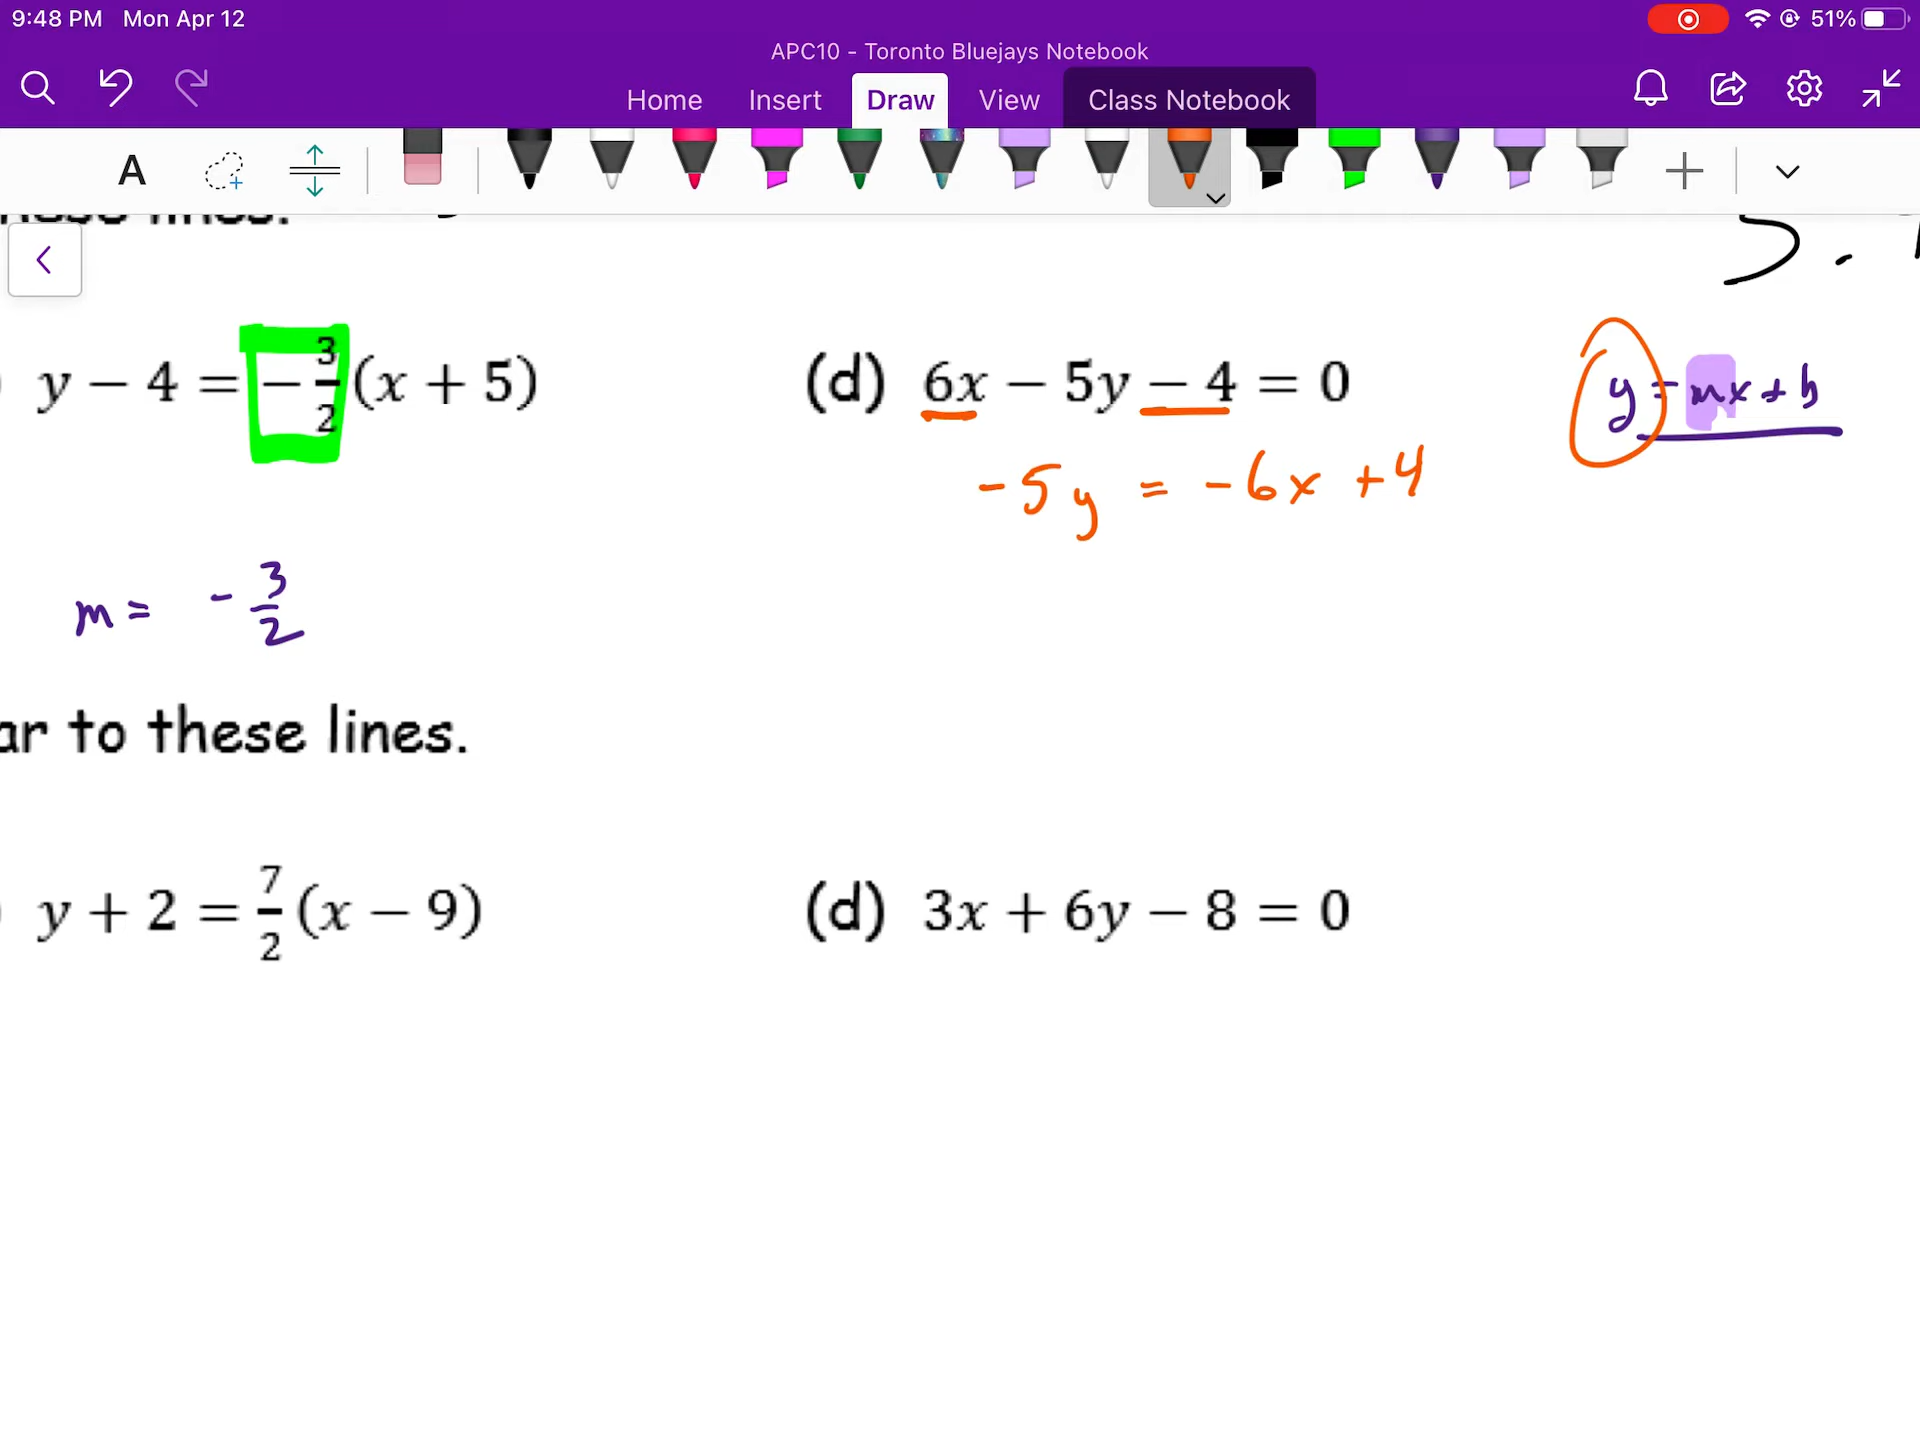 9:48 PM Mon Apr 12
51%
APC10 - Toronto Bluejays Notebook
Home Insert Draw View Class Notebook
A
lines.
y − 4 = −3/2(x + 5)
(d) 6x − 5y − 4 = 0
y = mx + b
-5y = -6x +4
m = -3/2
ar to these lines.
y + 2 = 7/2(x − 9)
(d) 3x + 6y − 8 = 0